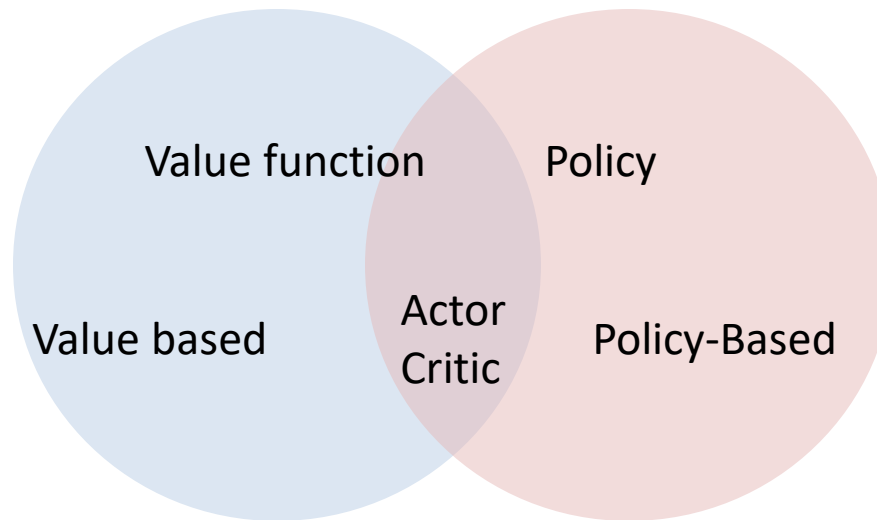 Value function
Policy
Value based
Actor
Critic
Policy-Based